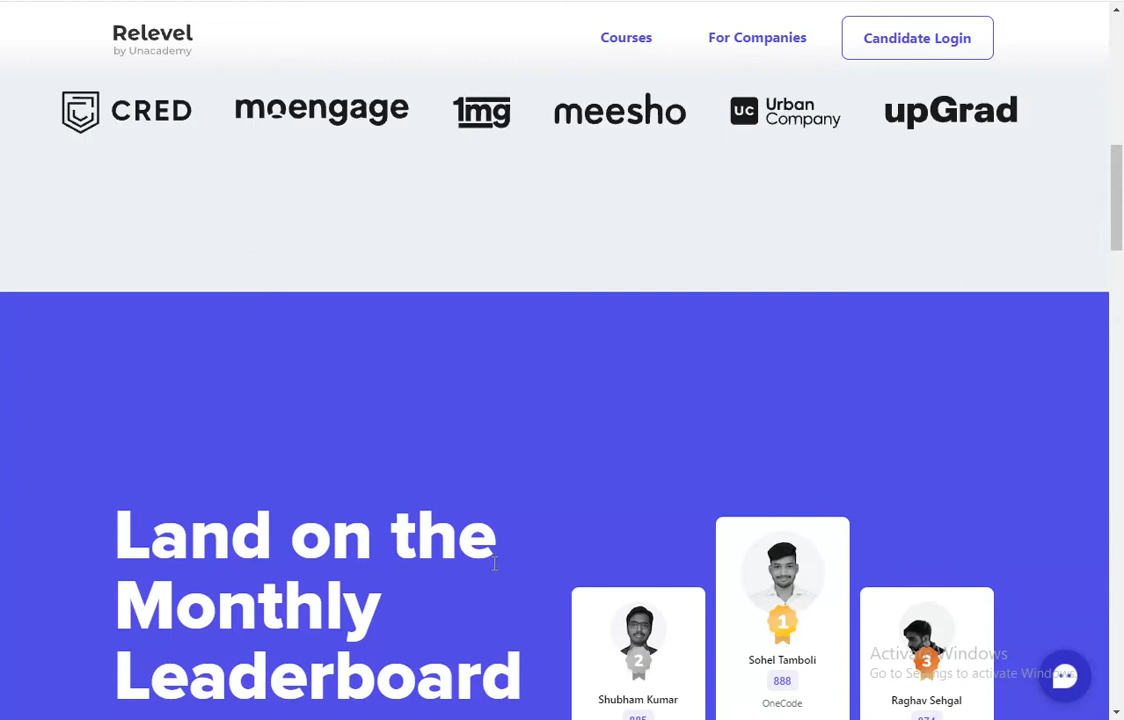 Relevel
by Unacademy
Courses
For Companies
Candidate Login
CRED
moengage
1mg
meesho
UC Urban Company
upGrad
Land on the
Monthly
Leaderboard
1
Sohel Tamboli
888
OneCode
2
Shubham Kumar
885
3
Raghav Sehgal
874
Activate Windows
Go to Settings to activate Windows.